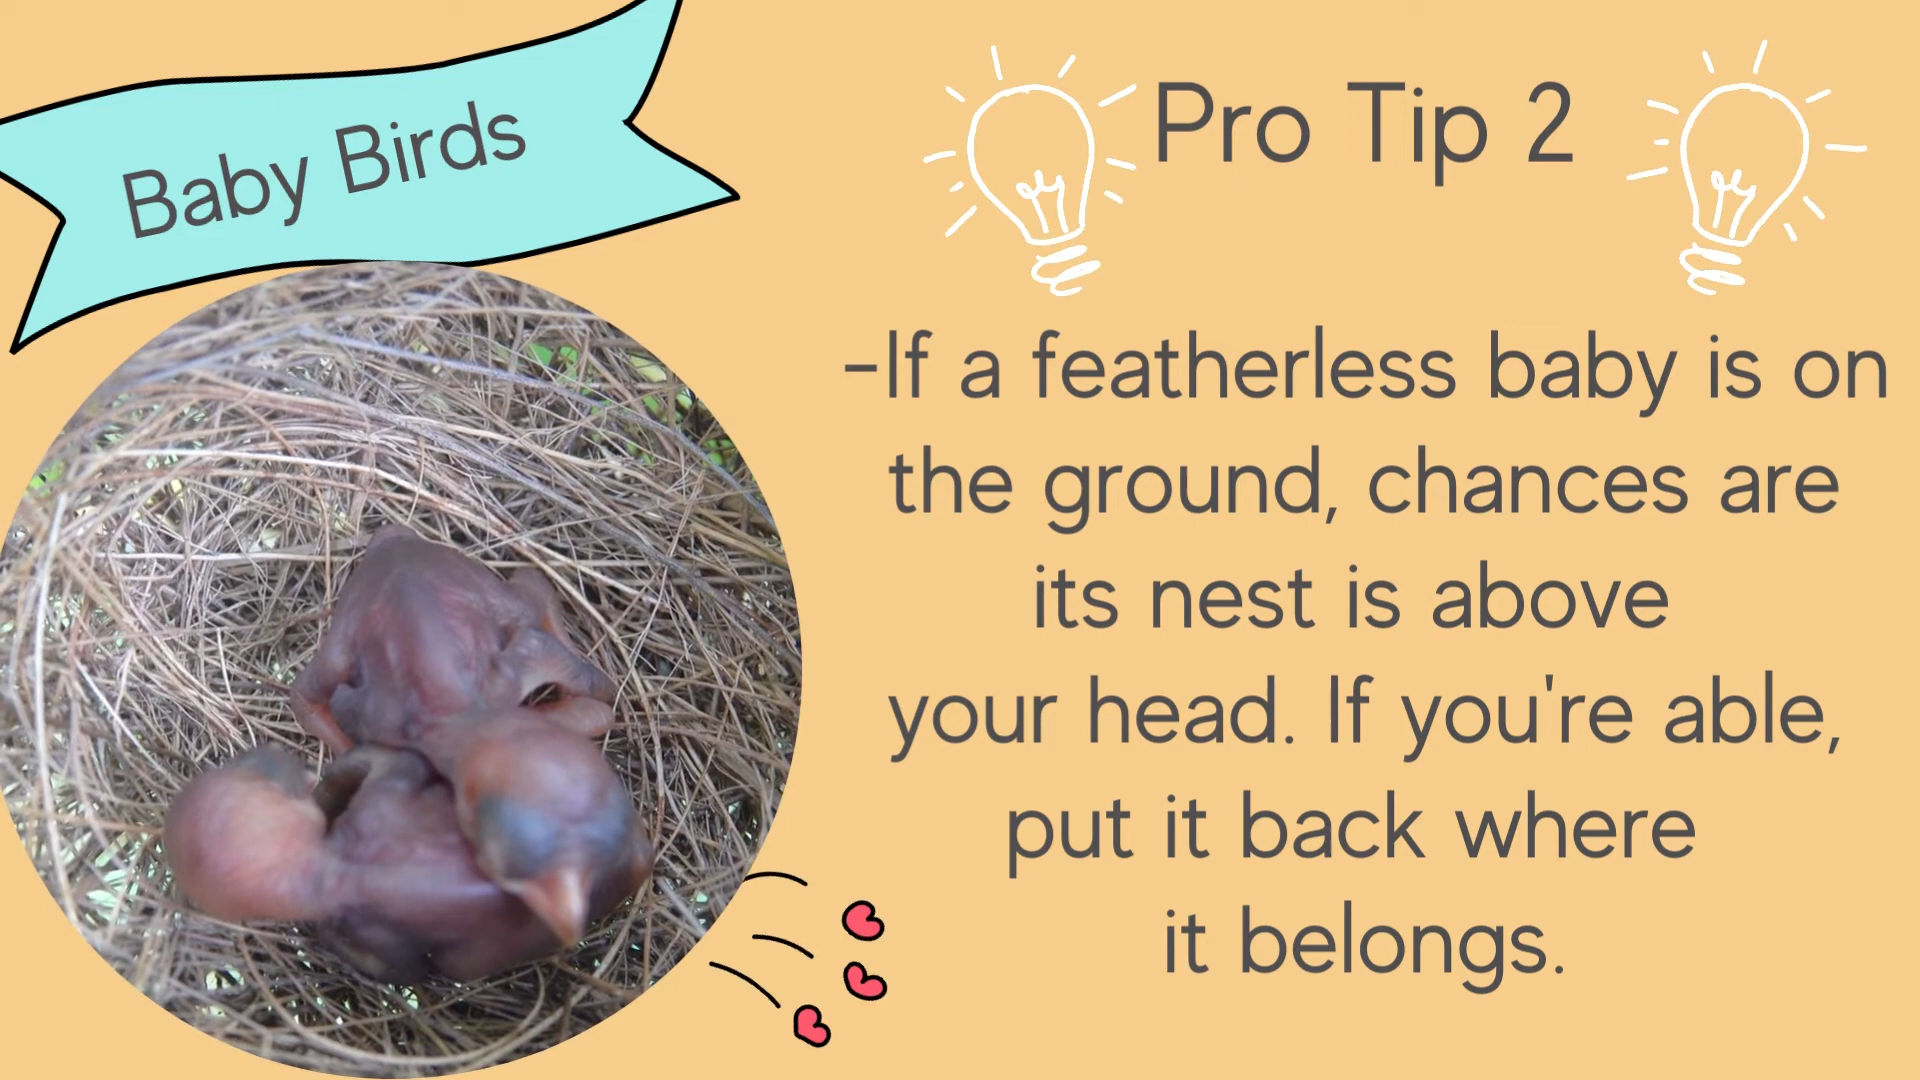 Baby Birds
Pro Tip 2
-If a featherless baby is on
the ground, chances are
its nest is above
your head. If you're able,
put it back where
it belongs.